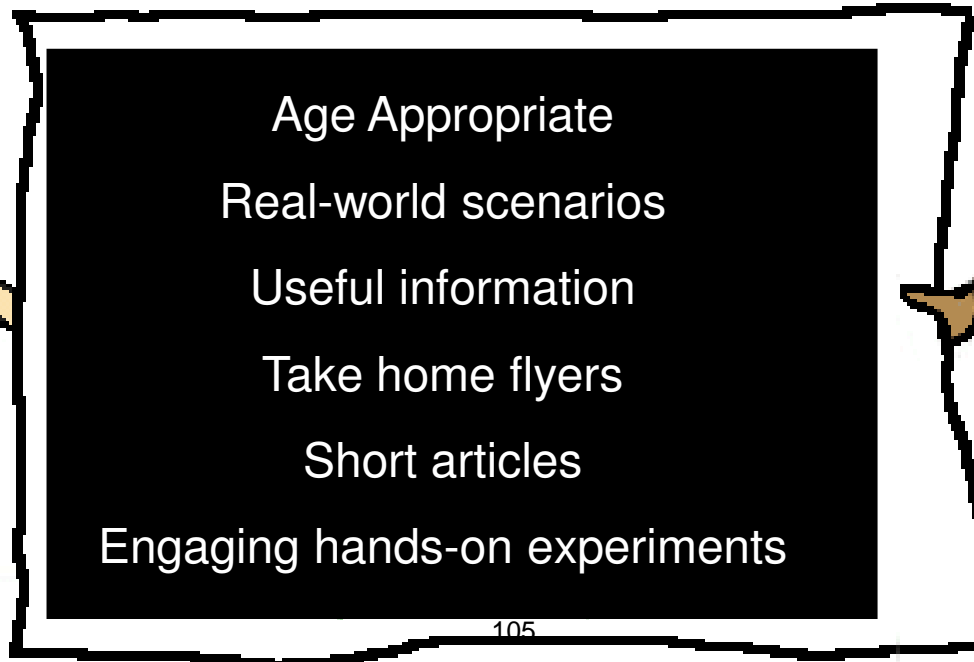 Age Appropriate
Real-world scenarios
Useful information
Take home flyers
Short articles
Engaging hands-on experiments
105